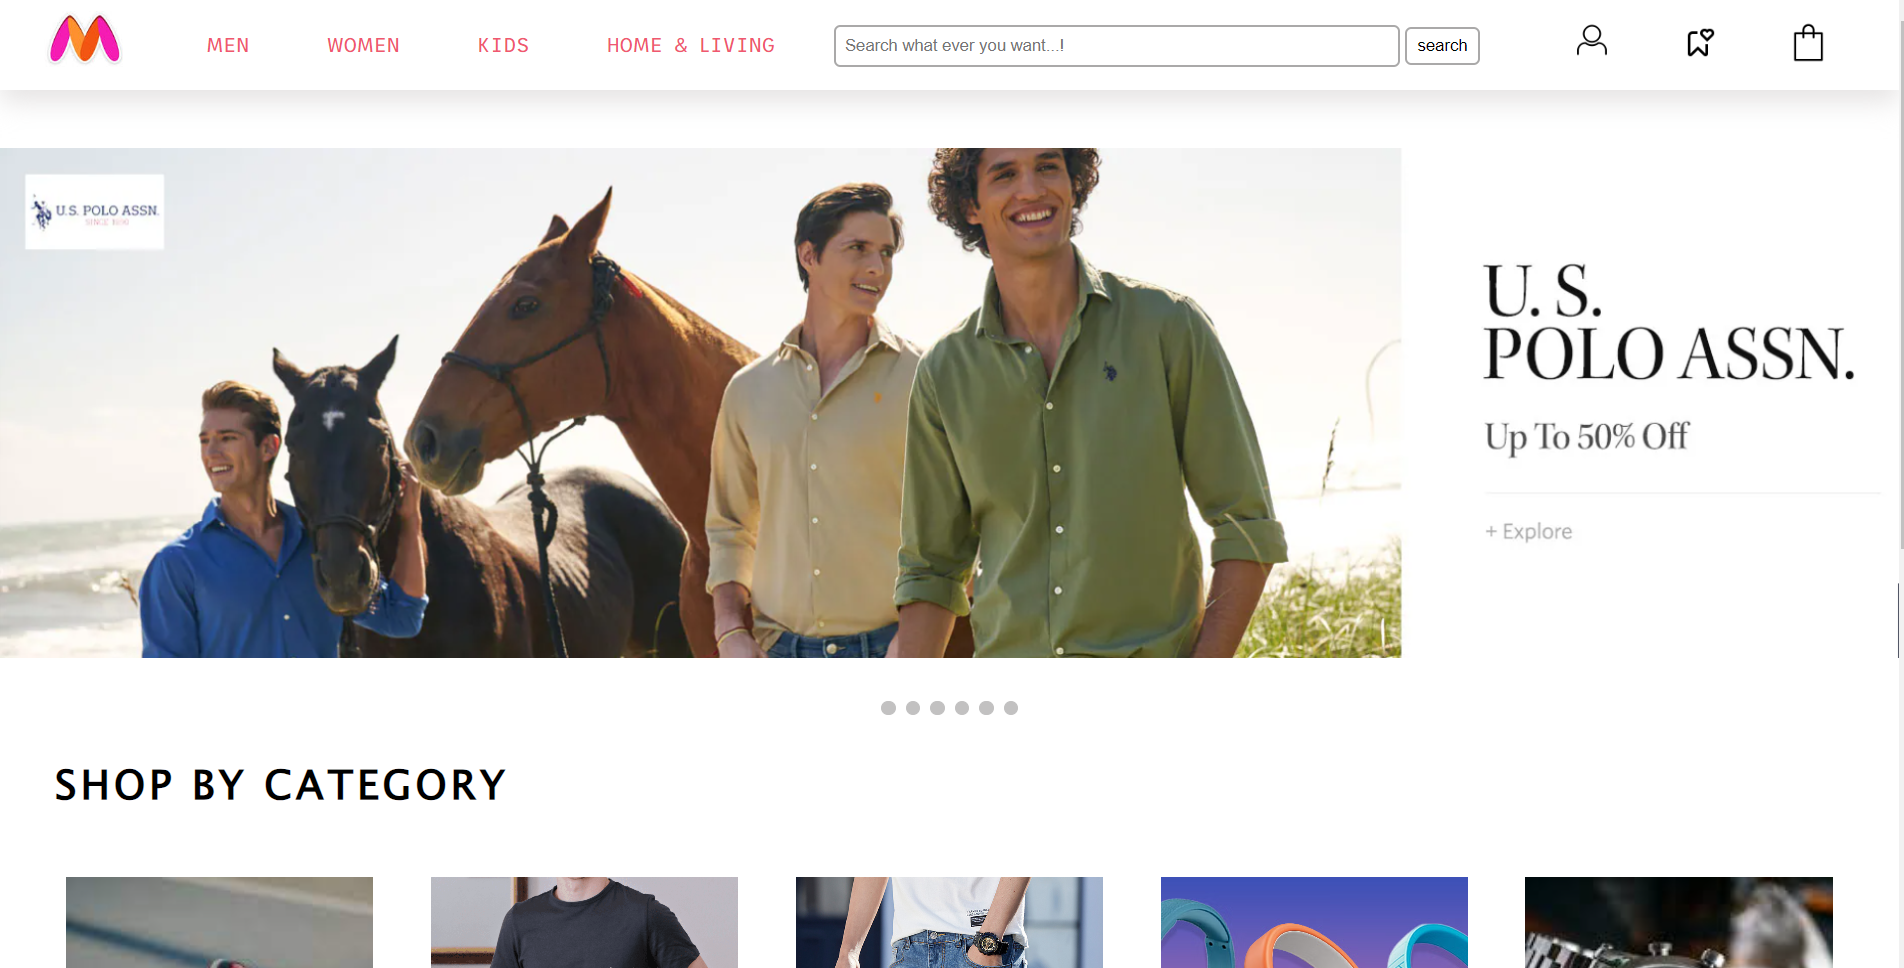 MEN
WOMEN
KIDS
HOME & LIVING
Search what ever you want...!
search
U.S. POLO ASSN.
SINCE 1890
U. S.
POLO ASSN.
Up To 50% Off
+ Explore
SHOP BY CATEGORY